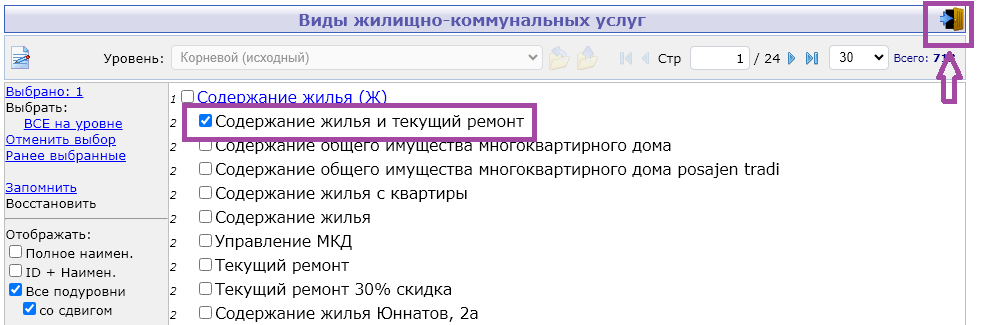 Виды жилищно-коммунальных услуг
Уровень: Корневой (исходный) Стр 1 / 24 30 Всего:
Выбрано: 1
Выбрать:
ВСЕ на уровне
Отменить выбор
Ранее выбранные
Запомнить
Восстановить
Отображать:
Полное наимен.
ID + Наимен.
Все подуровни
со сдвигом
1 Содержание жилья (Ж)
2 Содержание жилья и текущий ремонт
2 Содержание общего имущества многоквартирного дома
2 Содержание общего имущества многоквартирного дома posajen tradi
2 Содержание жилья с квартиры
2 Содержание жилья
2 Управление МКД
2 Текущий ремонт
2 Текущий ремонт 30% скидка
2 Содержание жилья Юннатов, 2а